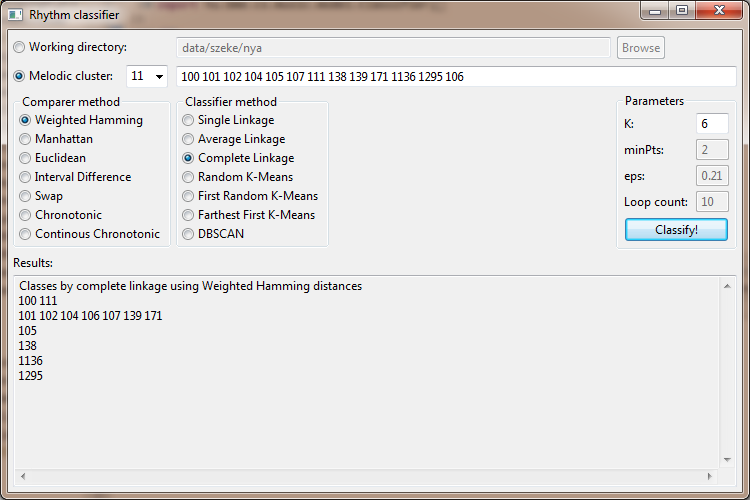 Rhythm classifier
Working directory: data/szeke/nya Browse
Melodic cluster: 11 100 101 102 104 105 107 111 138 139 171 1136 1295 106
Comparer method
Weighted Hamming
Manhattan
Euclidean
Interval Difference
Swap
Chronotonic
Continous Chronotonic
Classifier method
Single Linkage
Average Linkage
Complete Linkage
Random K-Means
First Random K-Means
Farthest First K-Means
DBSCAN
Parameters
K: 6
minPts: 2
eps: 0.21
Loop count: 10
Classify!
Results:
Classes by complete linkage using Weighted Hamming distances
100 111
101 102 104 106 107 139 171
105
138
1136
1295